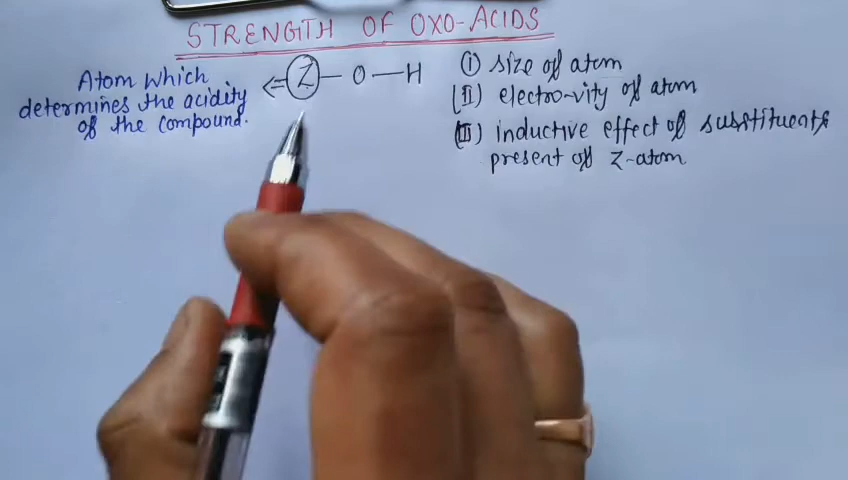 STRENGTH OF OXO-ACIDS
Atom which
determines the acidity
of the compound.
⇐ Z – O – H
(I) size of atom
(II) electro-vity of atom
(III) inductive effect of substituents
present of Z-atom